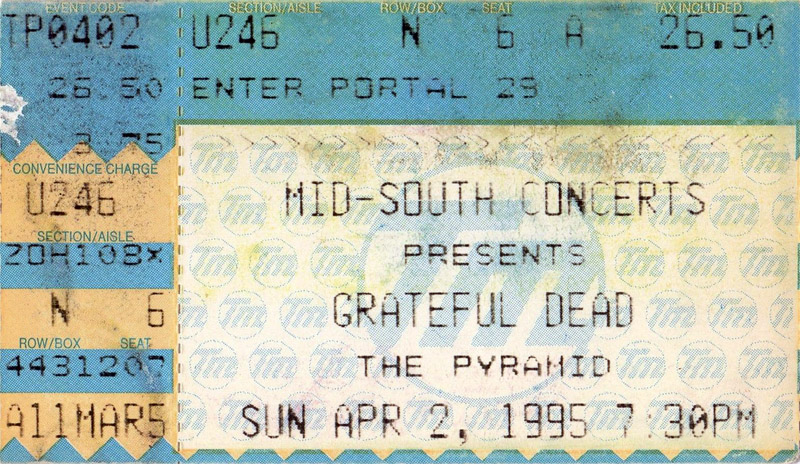 EVENT CODE SECTION/AISLE ROW/BOX SEAT TAX INCLUDED
TP0402 U246 N 6 A 26.50
26.50 ENTER PORTAL 29
3.75
CONVENIENCE CHARGE
U246
SECTION/AISLE
ZOH108X
N 6
ROW/BOX SEAT
4431207
A11MAR5
MID-SOUTH CONCERTS
PRESENTS
GRATEFUL DEAD
THE PYRAMID
SUN APR 2, 1995 7:30PM